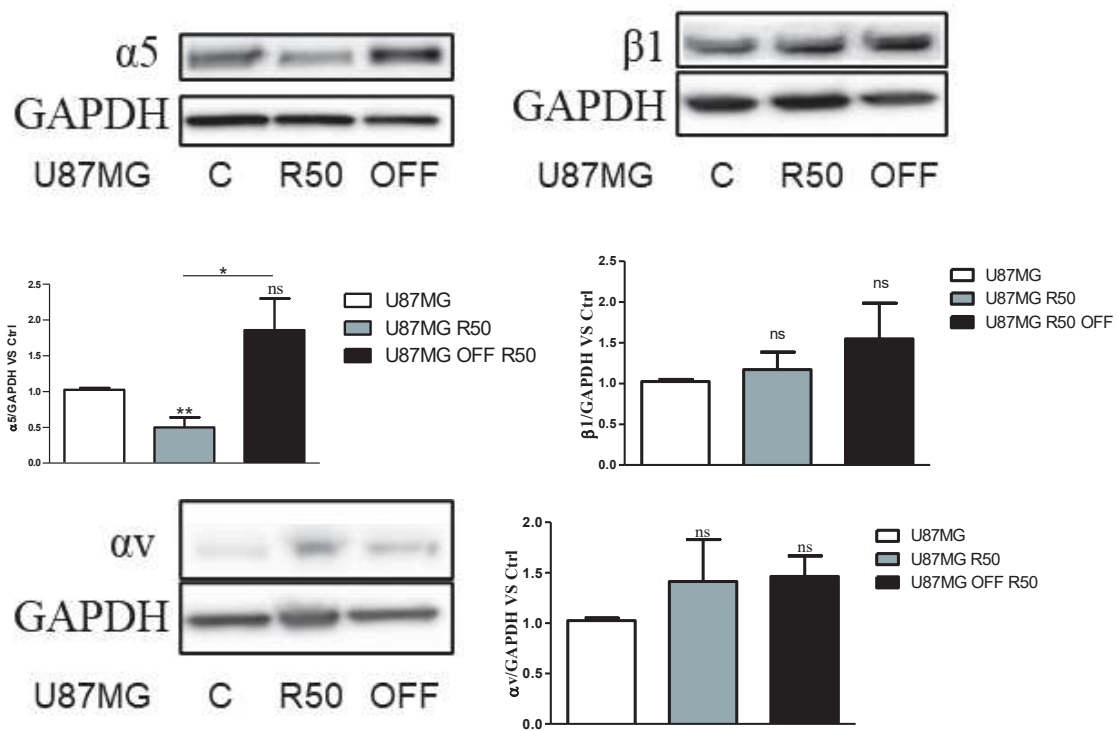 α5
GAPDH
U87MG C R50 OFF
β1
GAPDH
U87MG C R50 OFF
α5/GAPDH VS Ctrl
2.5
2.0
1.5
1.0
0.5
0.0
*
**
ns
U87MG
U87MG R50
U87MG OFF R50
β1/GAPDH VS Ctrl
2.5
2.0
1.5
1.0
0.5
0.0
ns
ns
U87MG
U87MG R50
U87MG R50 OFF
αv
GAPDH
U87MG C R50 OFF
αv/GAPDH VS Ctrl
2.0
1.5
1.0
0.5
0.0
ns
ns
U87MG
U87MG R50
U87MG OFF R50